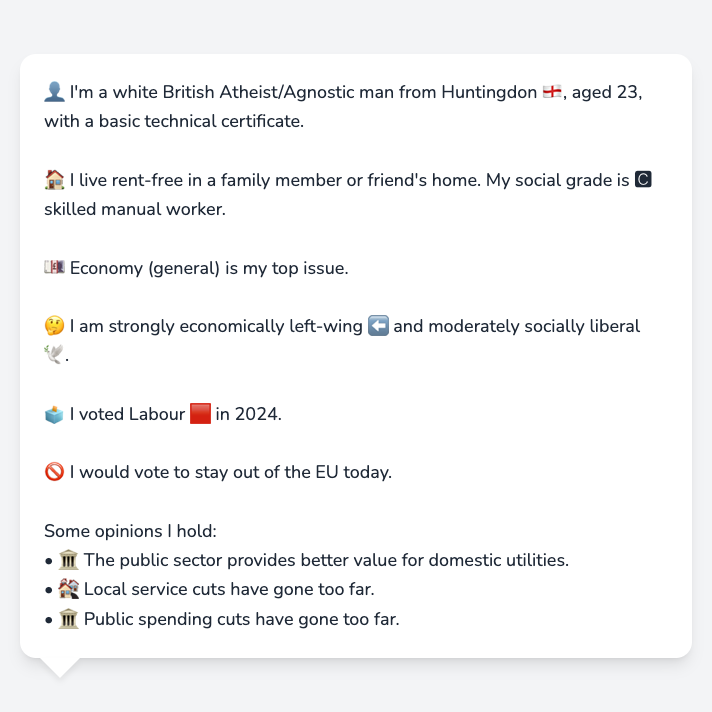 👤 I'm a white British Atheist/Agnostic man from Huntingdon 🏴󠁧󠁢󠁥󠁮󠁧󠁿, aged 23,
with a basic technical certificate.
🏠 I live rent-free in a family member or friend's home. My social grade is 🅲
skilled manual worker.
💷 Economy (general) is my top issue.
🤔 I am strongly economically left-wing ⬅️ and moderately socially liberal
🕊️.
🗳️ I voted Labour 🟥 in 2024.
🚫 I would vote to stay out of the EU today.
Some opinions I hold:
• 🏛️ The public sector provides better value for domestic utilities.
• 🏘️ Local service cuts have gone too far.
• 🏛️ Public spending cuts have gone too far.